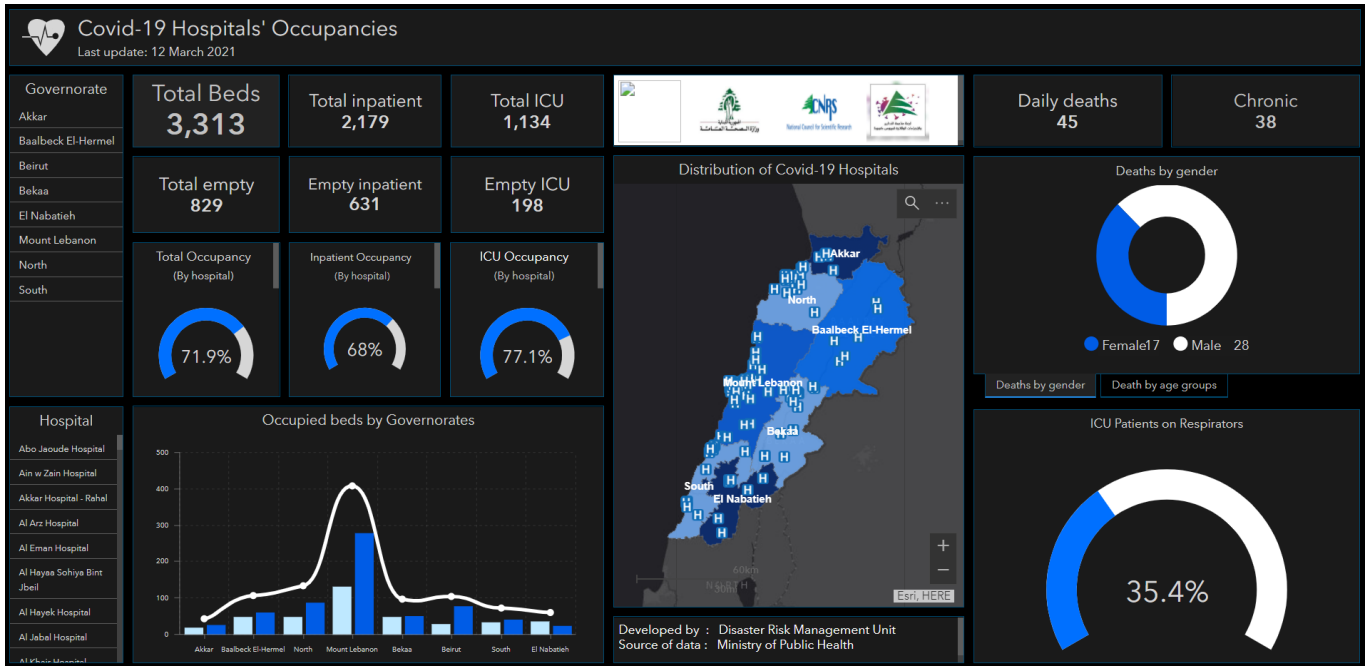 Covid-19 Hospitals' Occupancies
Last update: 12 March 2021
Governorate
Akkar
Baalbeck El-Hermel
Beirut
Bekaa
El Nabatieh
Mount Lebanon
North
South
Total Beds
3,313
Total inpatient
2,179
Total ICU
1,134
Total empty
829
Empty inpatient
631
Empty ICU
198
Total Occupancy
(By hospital)
71.9%
Inpatient Occupancy
(By hospital)
68%
ICU Occupancy
(By hospital)
77.1%
CNRS
National Council for Scientific Research
Daily deaths
45
Chronic
38
Distribution of Covid-19 Hospitals
Akkar
North
Baalbeck El-Hermel
Mount Lebanon
Bekaa
South
El Nabatieh
60km
Esri, HERE
Developed by : Disaster Risk Management Unit
Source of data : Ministry of Public Health
Deaths by gender
Female17 Male 28
Deaths by gender Death by age groups
ICU Patients on Respirators
35.4%
Hospital
Abo Jaoude Hospital
Ain w Zain Hospital
Akkar Hospital - Rahal
Al Arz Hospital
Al Eman Hospital
Al Hayaa Sohiya Bint
Jbeil
Al Hayek Hospital
Al Jabal Hospital
Occupied beds by Governorates
500
400
300
200
100
0
Akkar Baalbeck El-Hermel North Mount Lebanon Bekaa Beirut South El Nabatieh